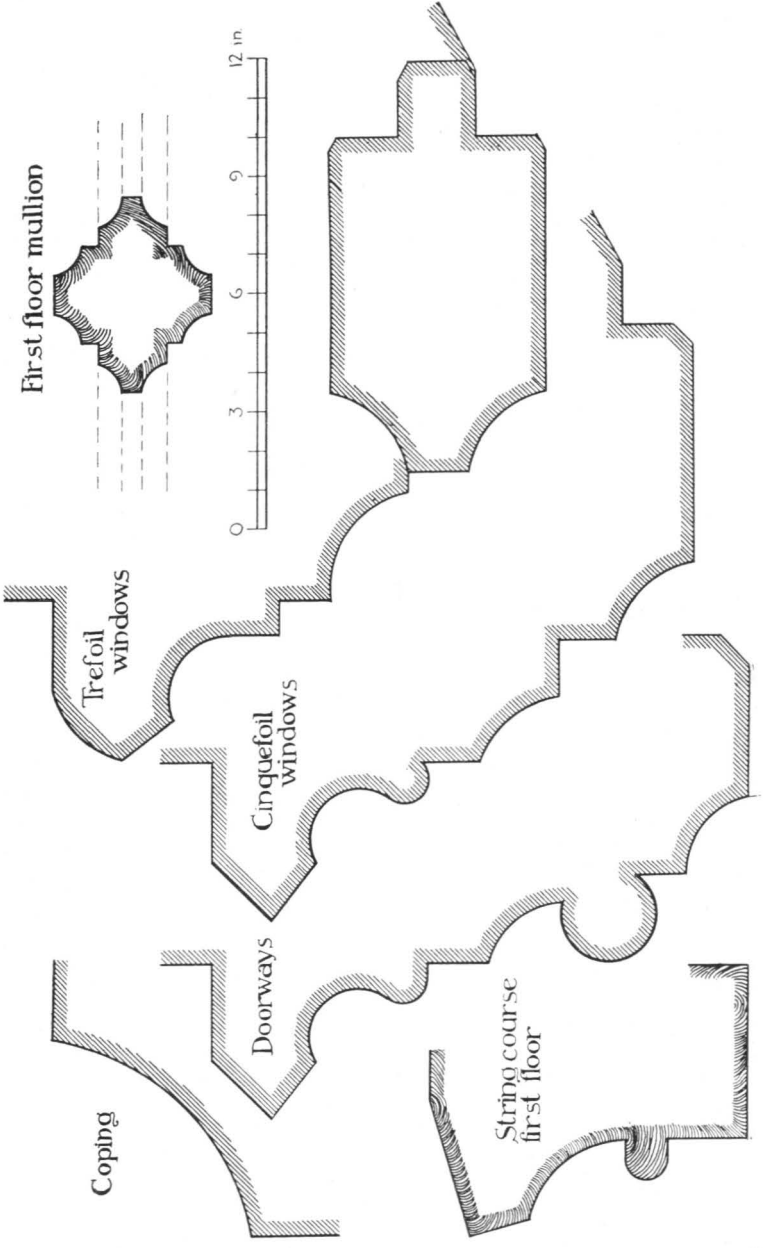 First floor mullion
0 3 6 9 12 in.
Trefoil
windows
Cinquefoil
windows
Doorways
Coping
String course
first floor